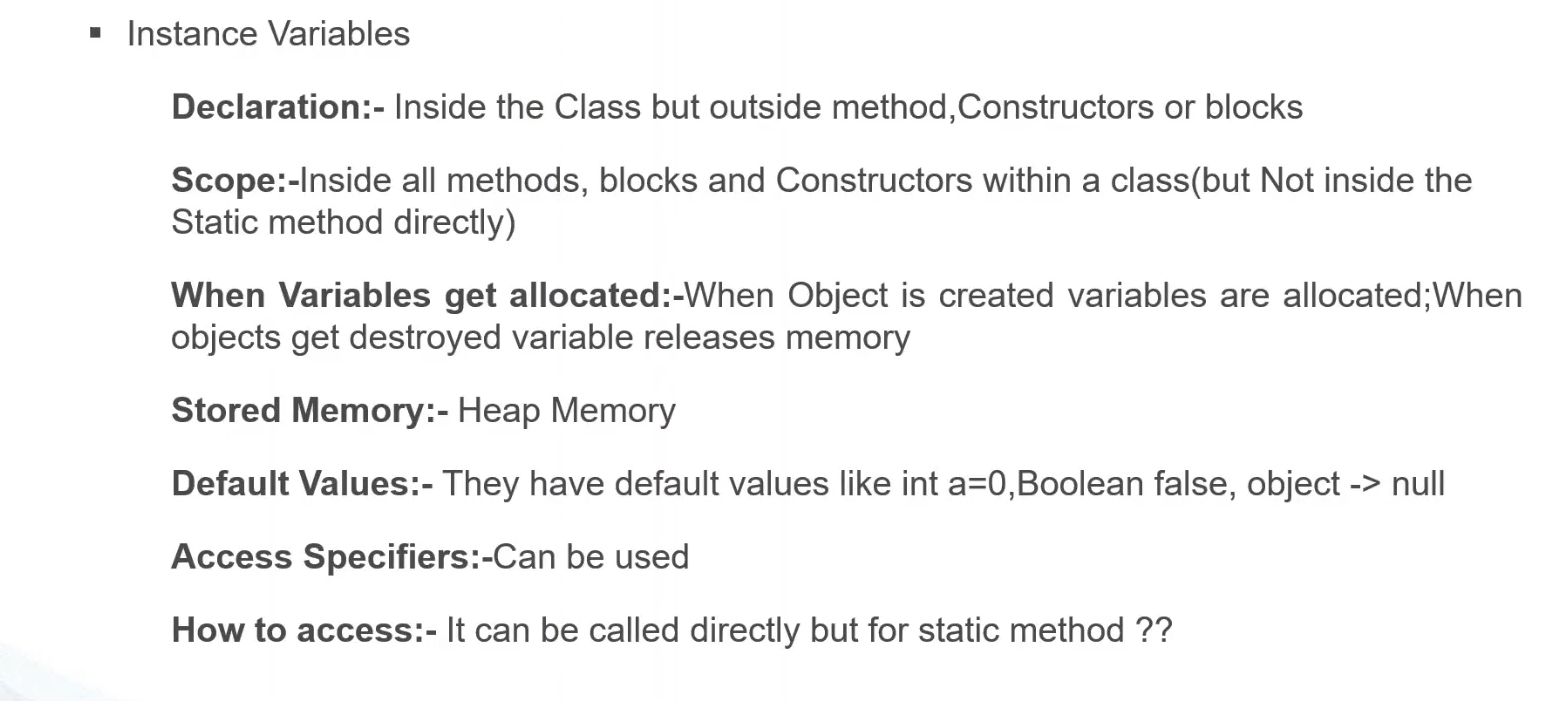 ▪ Instance Variables
Declaration:- Inside the Class but outside method,Constructors or blocks
Scope:-Inside all methods, blocks and Constructors within a class(but Not inside the
Static method directly)
When Variables get allocated:-When Object is created variables are allocated;When
objects get destroyed variable releases memory
Stored Memory:- Heap Memory
Default Values:- They have default values like int a=0,Boolean false, object -> null
Access Specifiers:-Can be used
How to access:- It can be called directly but for static method ??